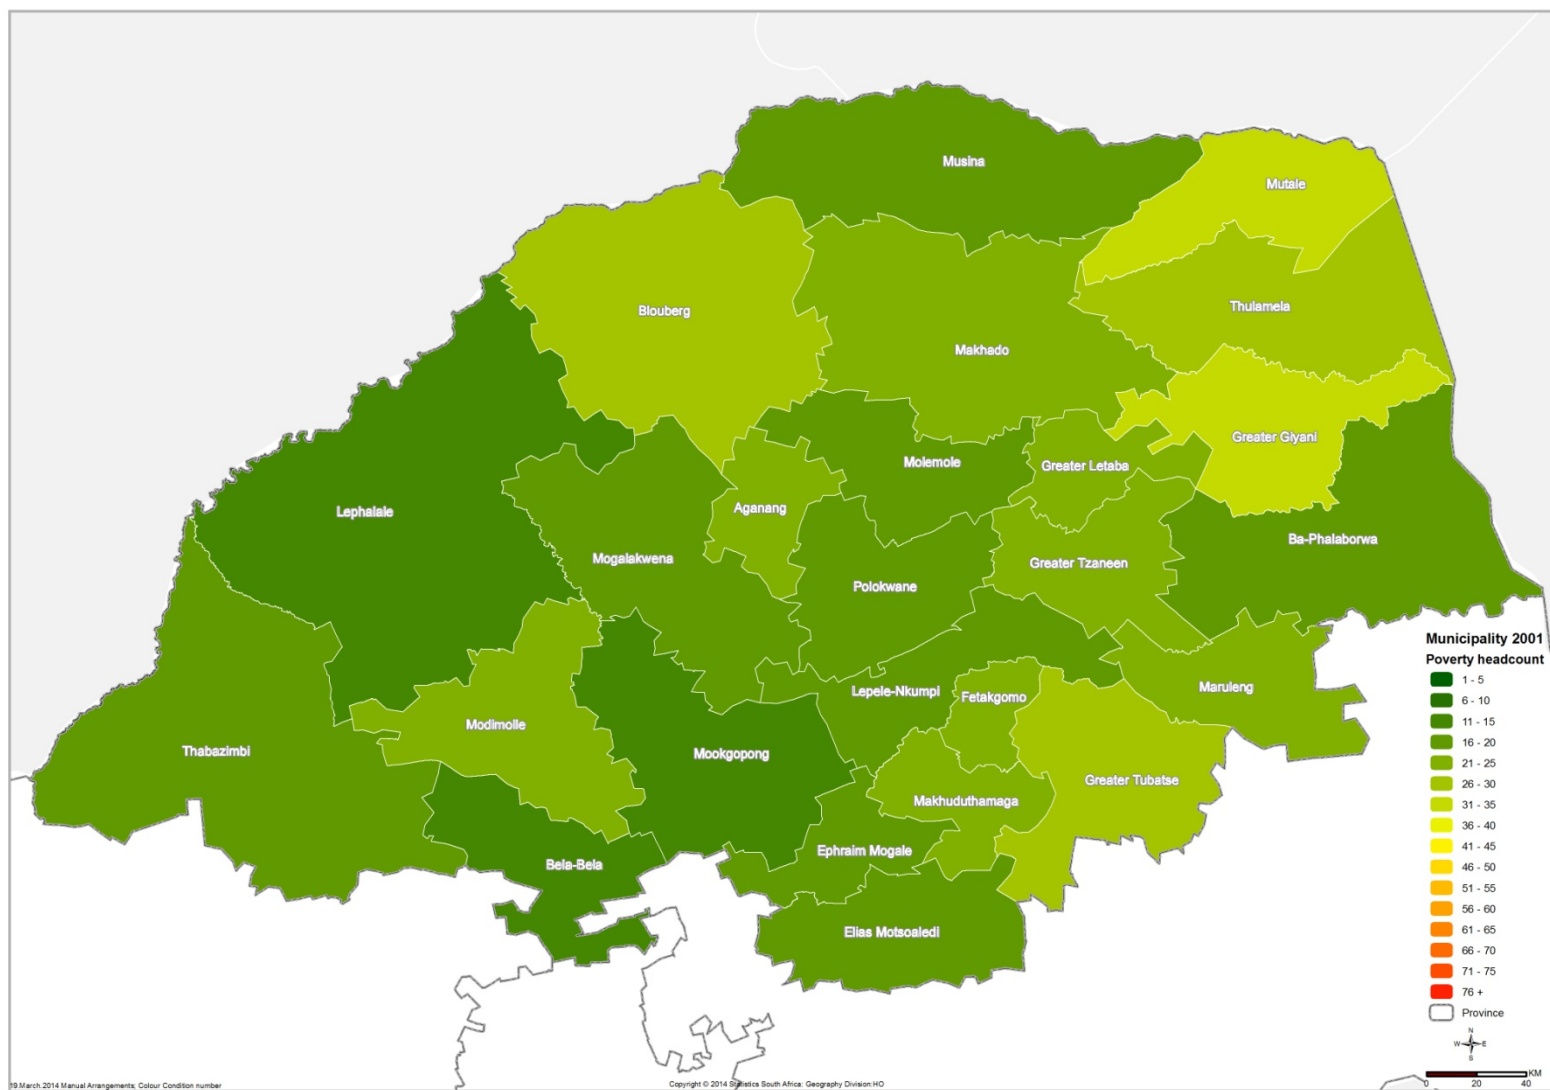 Musina
Mutale
Blouberg
Thulamela
Makhado
Greater Giyani
Molemole
Greater Letaba
Lephalale
Aganang
Ba-Phalaborwa
Mogalakwena
Greater Tzaneen
Polokwane
Municipality 2001
Poverty headcount
1 - 5
6 - 10
11 - 15
16 - 20
21 - 25
26 - 30
31 - 35
36 - 40
41 - 45
46 - 50
51 - 55
56 - 60
61 - 65
66 - 70
71 - 75
76 +
Province
Maruleng
Lepele-Nkumpi
Fetakgomo
Modimolle
Thabazimbi
Mookgopong
Greater Tubatse
Makhuduthamaga
Ephraim Mogale
Bela-Bela
Elias Motsoaledi
N
W E
S
KM
0 20 40
19.March.2014 Manual Arrangements; Colour Condition number
Copyright © 2014 Statistics South Africa: Geography Division:HO